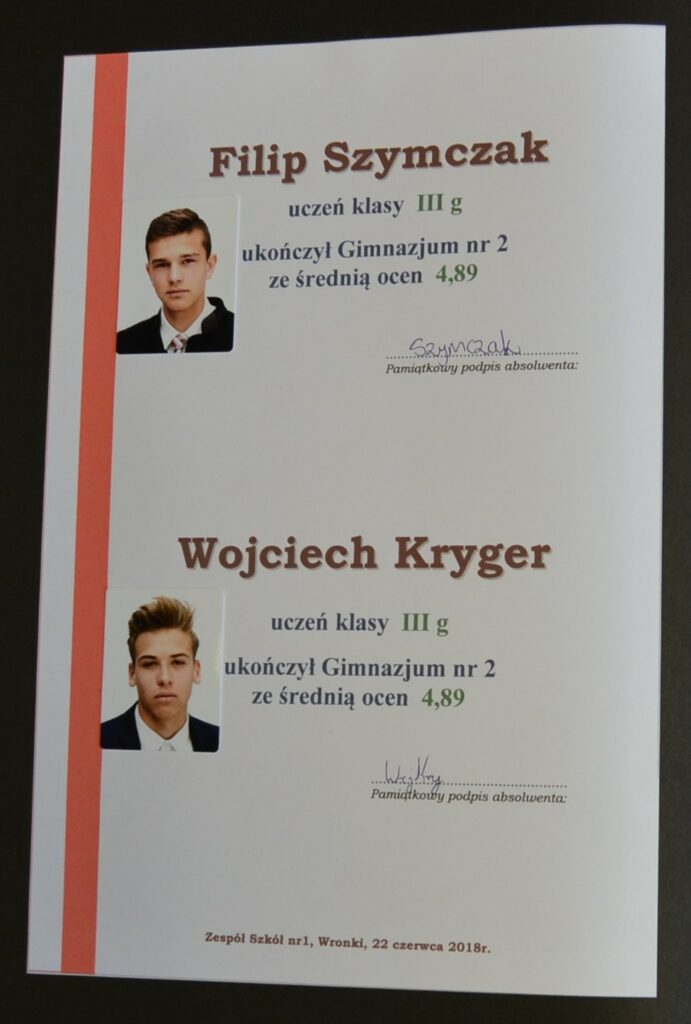 Filip Szymczak
uczeń klasy III g
ukończył Gimnazjum nr 2
ze średnią ocen 4,89
Szymczak
Pamiątkowy podpis absolwenta:
Wojciech Kryger
uczeń klasy III g
ukończył Gimnazjum nr 2
ze średnią ocen 4,89
Pamiątkowy podpis absolwenta:
Zespół Szkół nr1, Wronki, 22 czerwca 2018r.